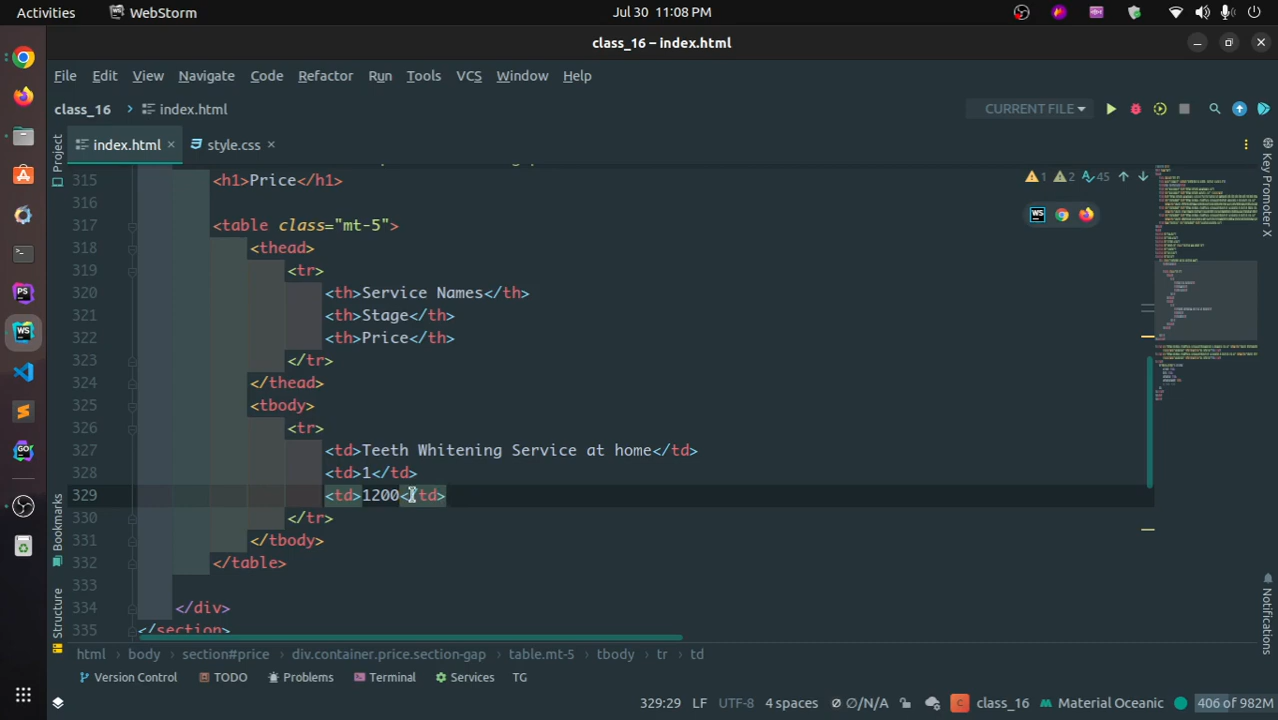 Activities
WebStorm
Jul 30 11:08 PM
class_16 – index.html
File Edit View Navigate Code Refactor Run Tools VCS Window Help
class_16 index.html
CURRENT FILE
index.html
style.css
Project
Bookmarks
Structure
Key Promoter X
Notifications
1 2 45
315 <h1>Price</h1>
316
317 <table class="mt-5">
318 <thead>
319 <tr>
320 <th>Service Names</th>
321 <th>Stage</th>
322 <th>Price</th>
323 </tr>
324 </thead>
325 <tbody>
326 <tr>
327 <td>Teeth Whitening Service at home</td>
328 <td>1</td>
329 <td>1200</td>
330 </tr>
331 </tbody>
332 </table>
333
334 </div>
335 </section>
html body section#price div.container.price.section-gap table.mt-5 tbody tr td
Version Control TODO Problems Terminal Services TG
329:29 LF UTF-8 4 spaces ∅/N/A C class_16 Material Oceanic 406 of 982M